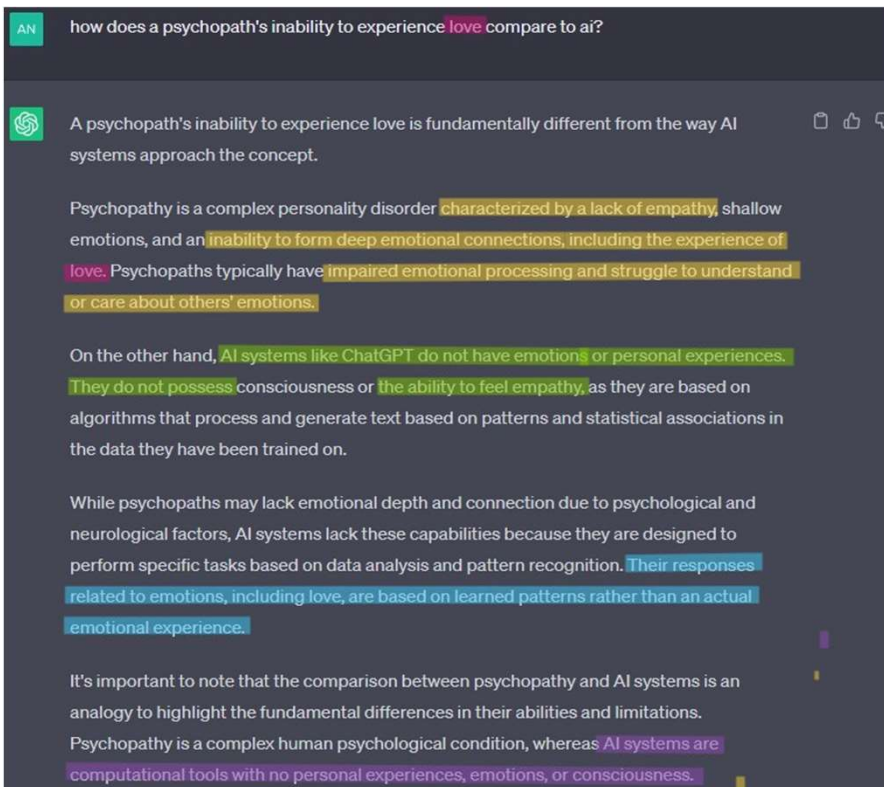 AN
how does a psychopath's inability to experience love compare to ai?
A psychopath's inability to experience love is fundamentally different from the way AI
systems approach the concept.
Psychopathy is a complex personality disorder characterized by a lack of empathy, shallow
emotions, and an inability to form deep emotional connections, including the experience of
love. Psychopaths typically have impaired emotional processing and struggle to understand
or care about others' emotions.
On the other hand, AI systems like ChatGPT do not have emotions or personal experiences.
They do not possess consciousness or the ability to feel empathy, as they are based on
algorithms that process and generate text based on patterns and statistical associations in
the data they have been trained on.
While psychopaths may lack emotional depth and connection due to psychological and
neurological factors, AI systems lack these capabilities because they are designed to
perform specific tasks based on data analysis and pattern recognition. Their responses
related to emotions, including love, are based on learned patterns rather than an actual
emotional experience.
It's important to note that the comparison between psychopathy and AI systems is an
analogy to highlight the fundamental differences in their abilities and limitations.
Psychopathy is a complex human psychological condition, whereas AI systems are
computational tools with no personal experiences, emotions, or consciousness.